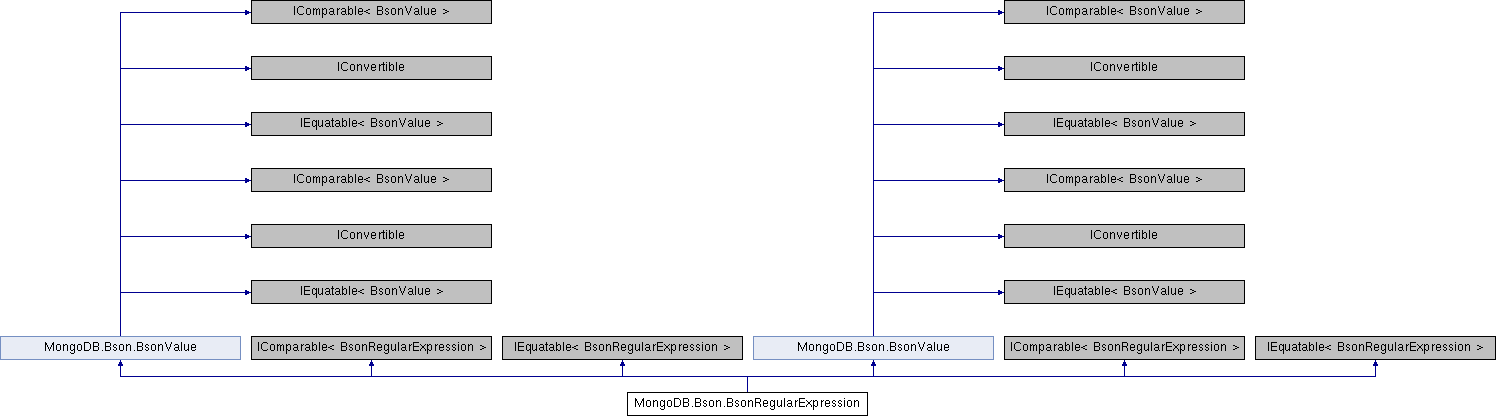 IComparable< BsonValue >
IComparable< BsonValue >
IConvertible
IConvertible
IEquatable< BsonValue >
IEquatable< BsonValue >
IComparable< BsonValue >
IComparable< BsonValue >
IConvertible
IConvertible
IEquatable< BsonValue >
IEquatable< BsonValue >
MongoDB.Bson.BsonValue
IComparable< BsonRegularExpression >
IEquatable< BsonRegularExpression >
MongoDB.Bson.BsonValue
IComparable< BsonRegularExpression >
IEquatable< BsonRegularExpression >
MongoDB.Bson.BsonRegularExpression